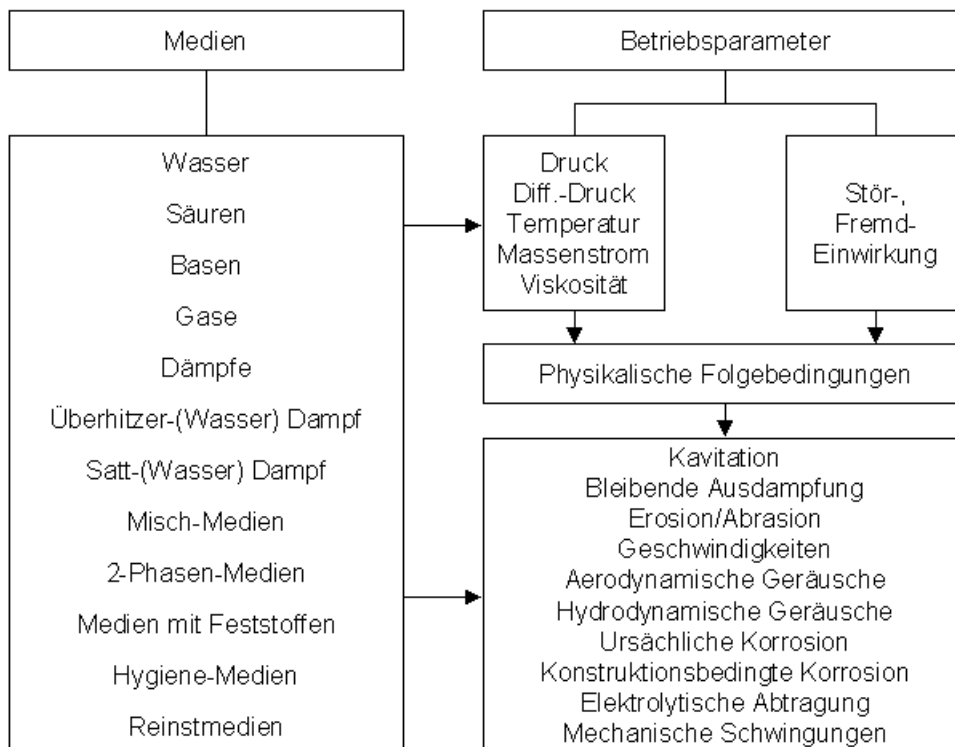 Medien
Wasser
Säuren
Basen
Gase
Dämpfe
Überhitzer-(Wasser) Dampf
Satt-(Wasser) Dampf
Misch-Medien
2-Phasen-Medien
Medien mit Feststoffen
Hygiene-Medien
Reinstmedien
Betriebsparameter
Druck
Diff.-Druck
Temperatur
Massenstrom
Viskosität
Stör-,
Fremd-
Einwirkung
Physikalische Folgebedingungen
Kavitation
Bleibende Ausdampfung
Erosion/Abrasion
Geschwindigkeiten
Aerodynamische Geräusche
Hydrodynamische Geräusche
Ursächliche Korrosion
Konstruktionsbedingte Korrosion
Elektrolytische Abtragung
Mechanische Schwingungen